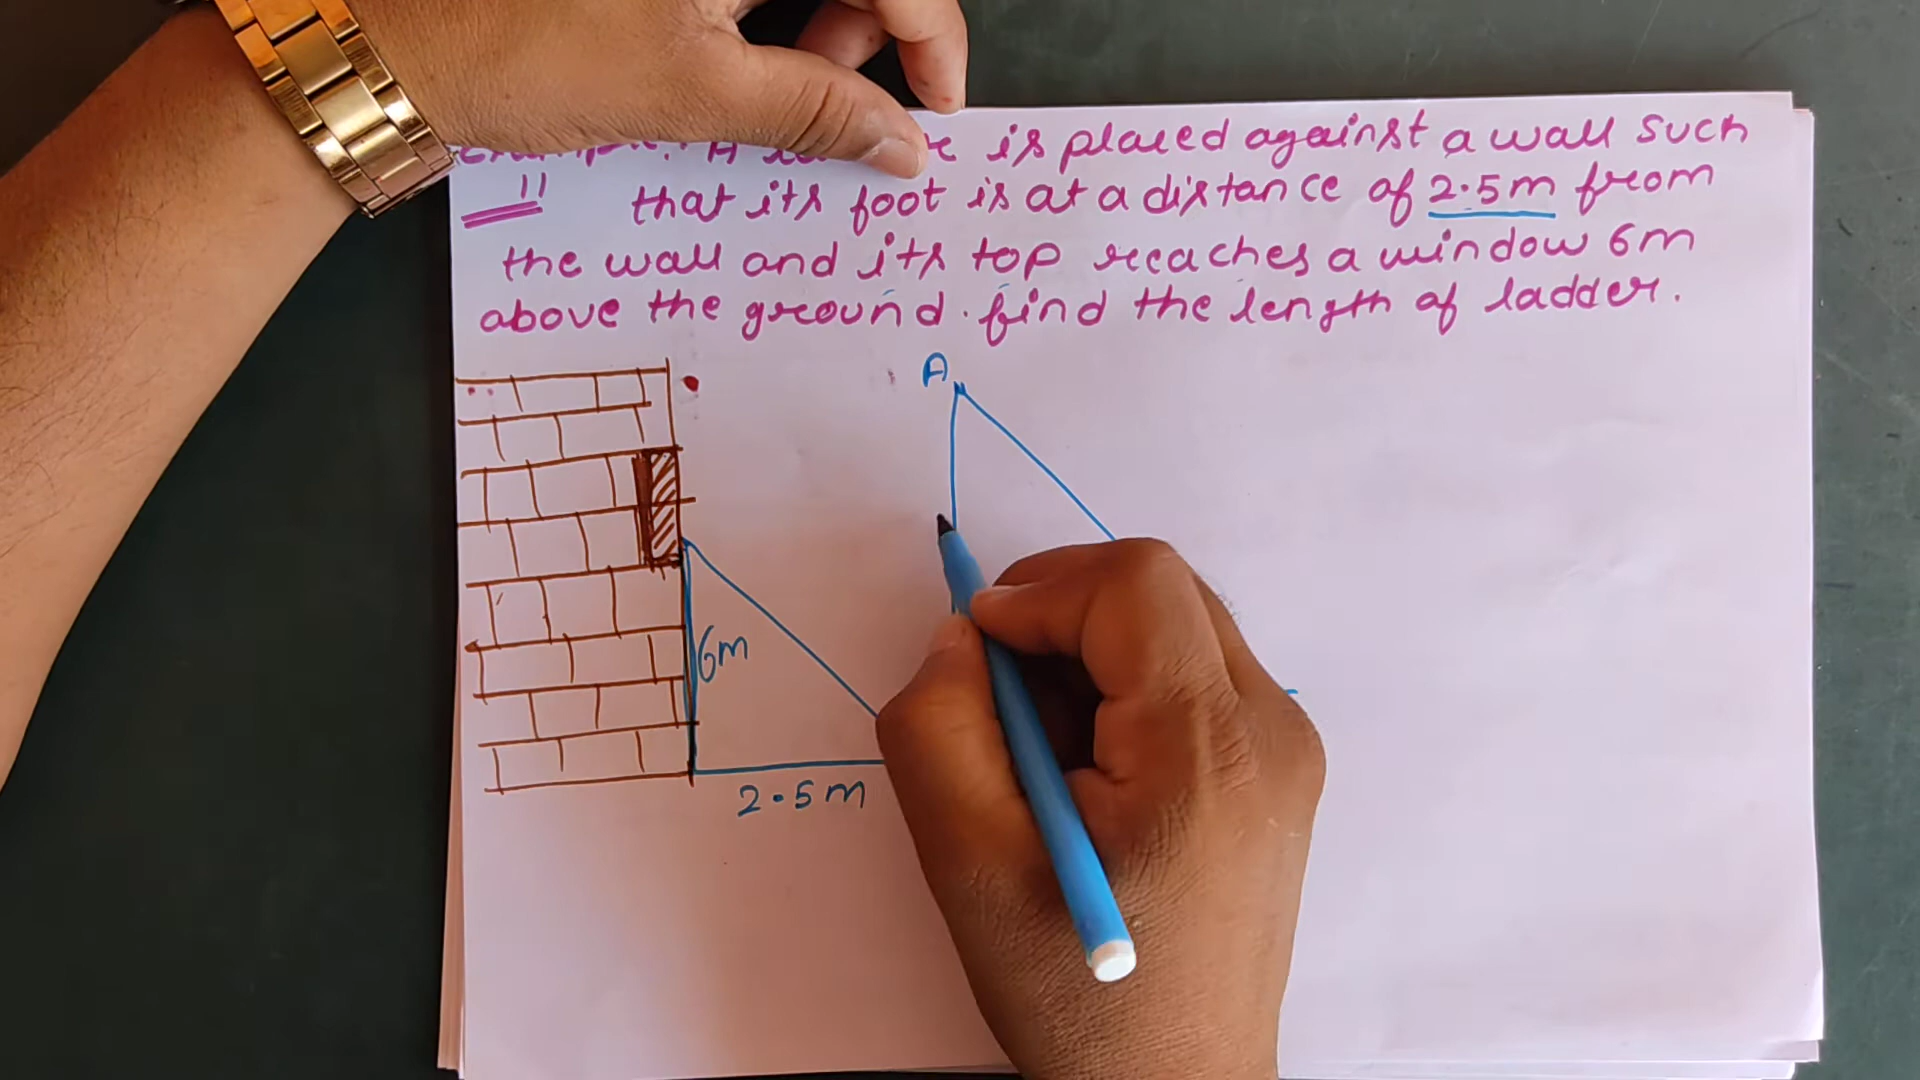 Example: A is placed against a wall such
11 that its foot is at a distance of 2.5m from
the wall and its top reaches a window 6m
above the ground. find the length of ladder.
A
6m
2.5m